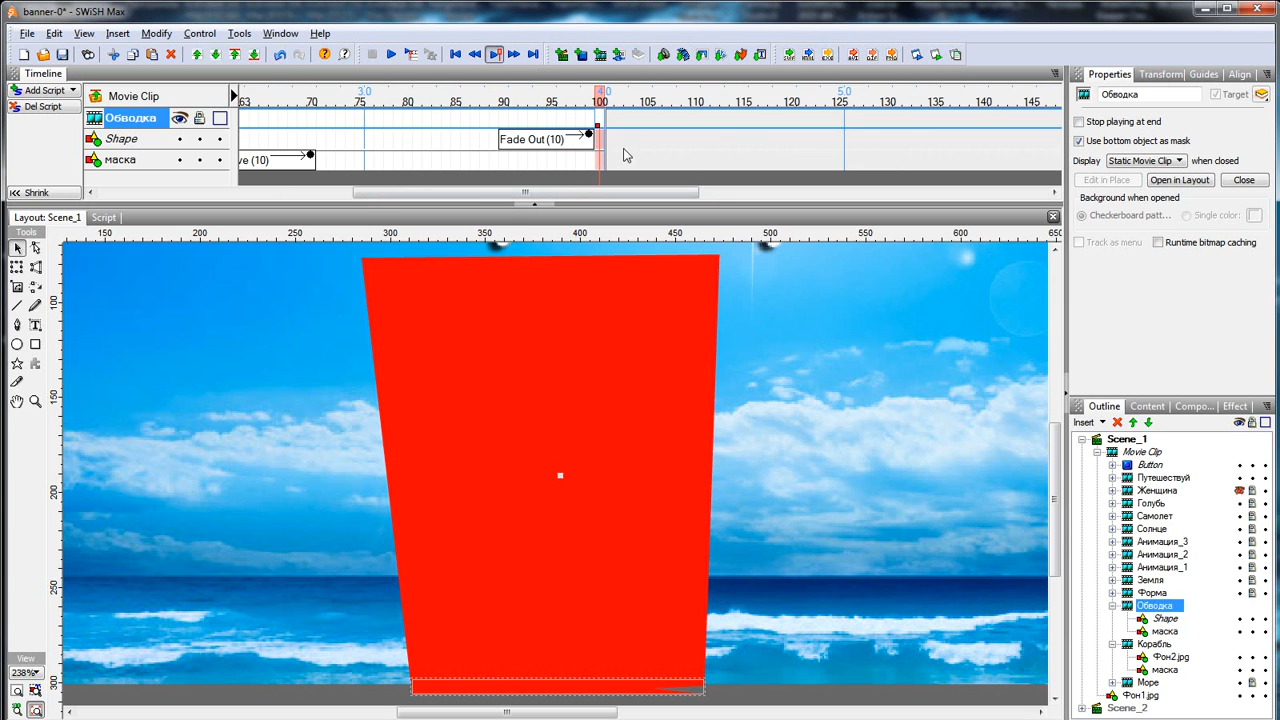 banner-0* - SWiSH Max
File Edit View Insert Modify Control Tools Window Help
Timeline
Properties Transform Guides Align
Add Script
Del Script
Movie Clip
63 70 3.0 75 80 85 90 95 100 4.0 105 110 115 120 125 5.0 130 135 140 145
Обводка
Target
Обводка
Stop playing at end
Shape
Fade Out (10)
Use bottom object as mask
маска
ve (10)
Display Static Movie Clip when closed
Edit in Place Open in Layout Close
Shrink
Background when opened
Checkerboard patt... Single color:
Layout: Scene_1 Script
Tools
150 200 250 300 350 400 450 500 550 600 650
Track as menu Runtime bitmap caching
100
150
200
250
300
Outline Content Compo... Effect
Insert
Scene_1
Movie Clip
Button
Путешествуй
Женщина
Голубь
Самолет
Солнце
Анимация_3
Анимация_2
Анимация_1
Земля
Форма
Обводка
Shape
маска
Корабль
Фон2.jpg
маска
Море
Фон1.jpg
Scene_2
View
238%